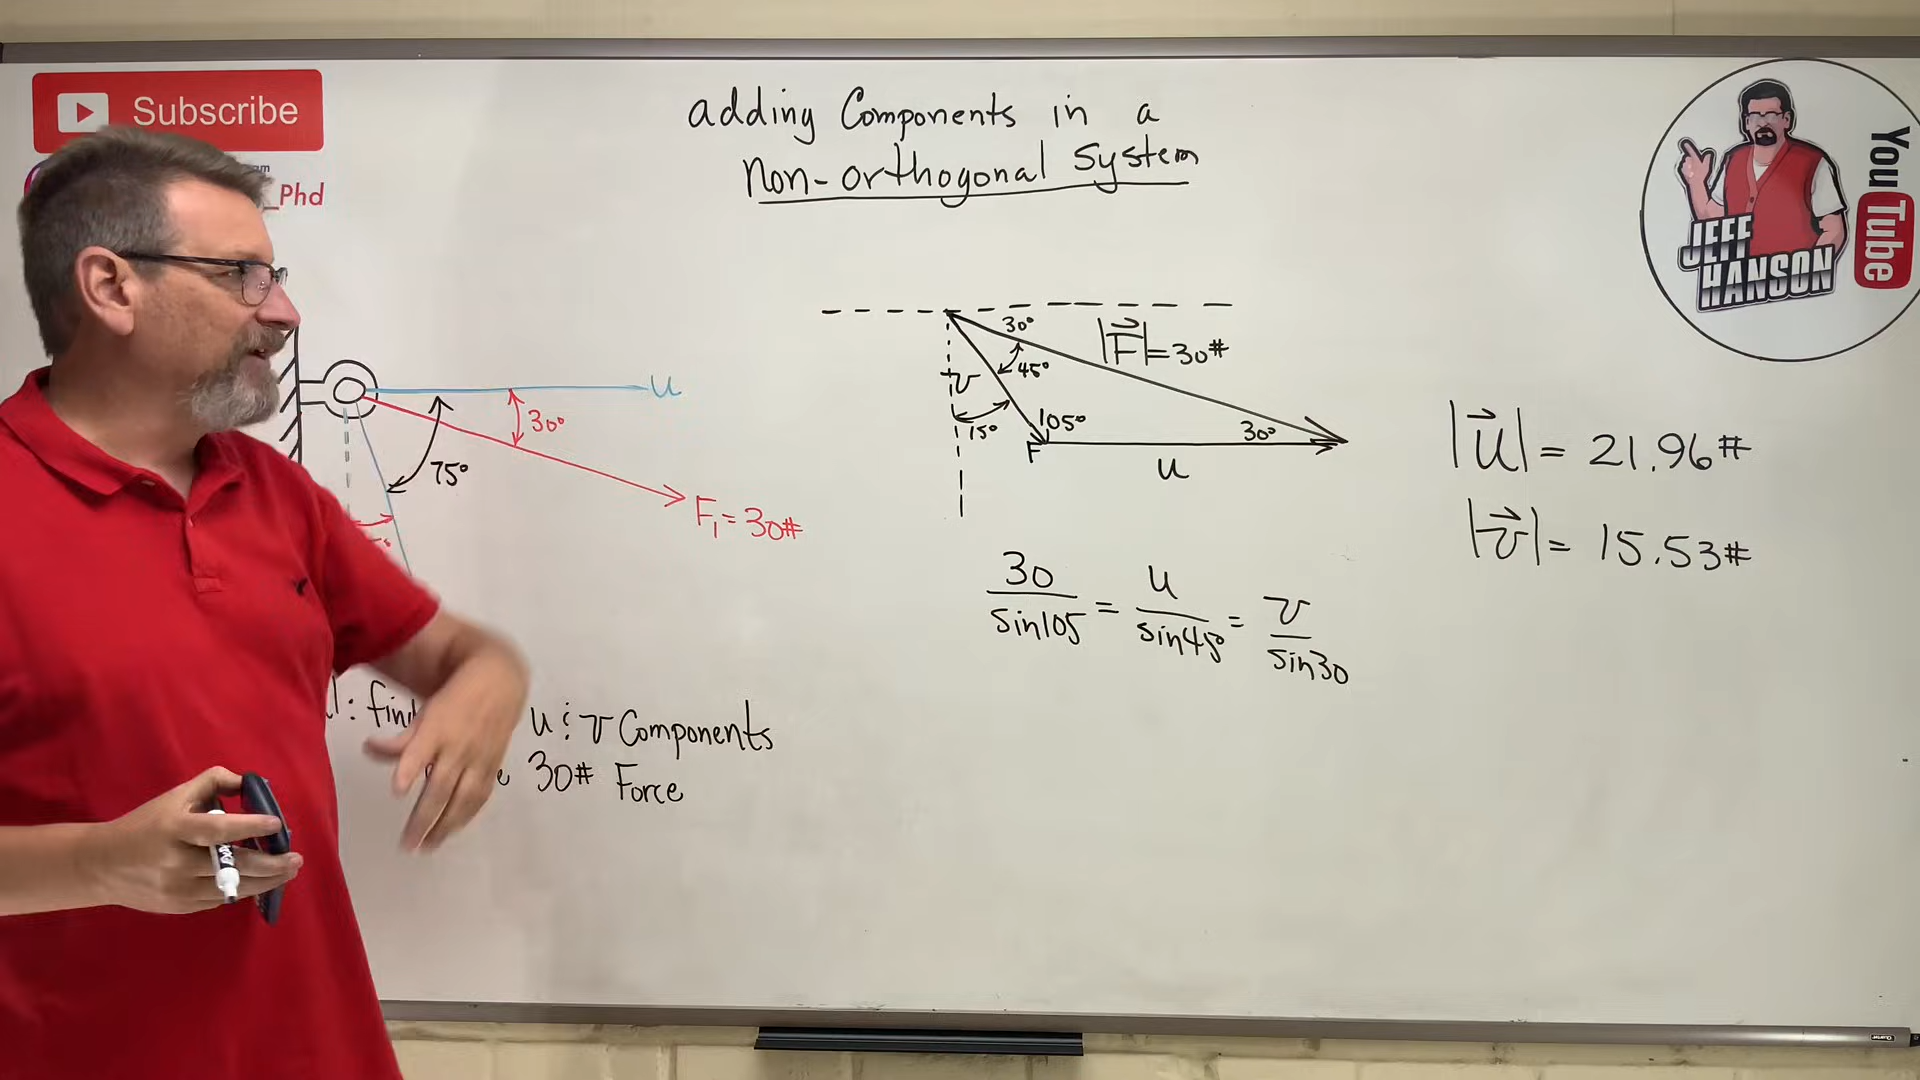 Subscribe
_Phd
adding Components in a
Non-orthogonal System
JEFF
HANSON
YouTube
u
30°
75°
F₁=30#
30°
|F⃗|=30#
45°
v
15°
105°
30°
F
u
|u⃗| = 21.96#
|v⃗| = 15.53#
30/sin105 = u/sin45° = v/sin30
: find u & v Components
30# Force